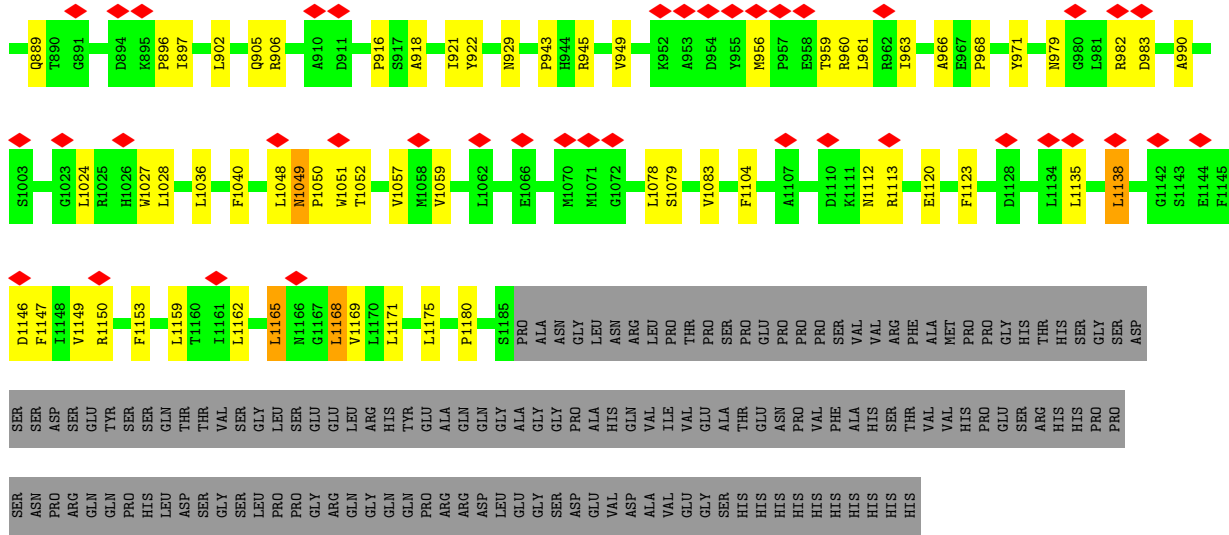 Q889 T890 G891 D894 K895 P896 I897 L902 Q905 R906 A910 D911 P916 S917 A918 I921 Y922 N929 P943 H944 R945 V949 K952 A953 D954 Y955 M956 P957 E958 T959 R960 L961 R962 I963 A966 E967 P968 Y971 N979 G980 L981 R982 D983 A990
S1003 G1023 L1024 R1025 H1026 W1027 L1028 L1036 F1040 L1048 N1049 P1050 W1051 T1052 V1057 M1058 V1059 L1062 E1066 M1070 M1071 G1072 L1078 S1079 V1083 F1104 A1107 D1110 K1111 N1112 R1113 E1120 F1123 D1128 L1134 L1135 L1138 G1142 S1143 E1144 F1145
D1146 F1147 I1148 V1149 R1150 F1153 L1159 T1160 I1161 L1162 L1165 N1166 G1167 L1168 V1169 L1170 L1171 L1175 P1180 S1185 PRO ALA ASN GLY LEU ASN ARG LEU PRO THR PRO SER PRO GLU PRO PRO PRO SER VAL VAL ARG PHE ALA MET PRO PRO GLY HIS THR HIS SER GLY SER ASP
SER SER ASP SER GLU TYR SER SER GLN THR THR VAL SER GLY LEU SER GLU GLU LEU ARG HIS TYR GLU ALA GLN GLN GLY ALA GLY GLY PRO ALA HIS GLN VAL ILE VAL GLU ALA THR GLU ASN PRO VAL PHE ALA HIS SER THR VAL VAL HIS PRO GLU SER ARG HIS HIS PRO PRO
SER ASN PRO ARG GLN GLN PRO HIS LEU ASP SER GLY SER LEU PRO PRO GLY ARG GLN GLY GLN GLN PRO ARG ARG ASP LEU GLU GLY SER ASP GLU VAL ASP ALA VAL GLU GLY SER HIS HIS HIS HIS HIS HIS HIS HIS HIS HIS